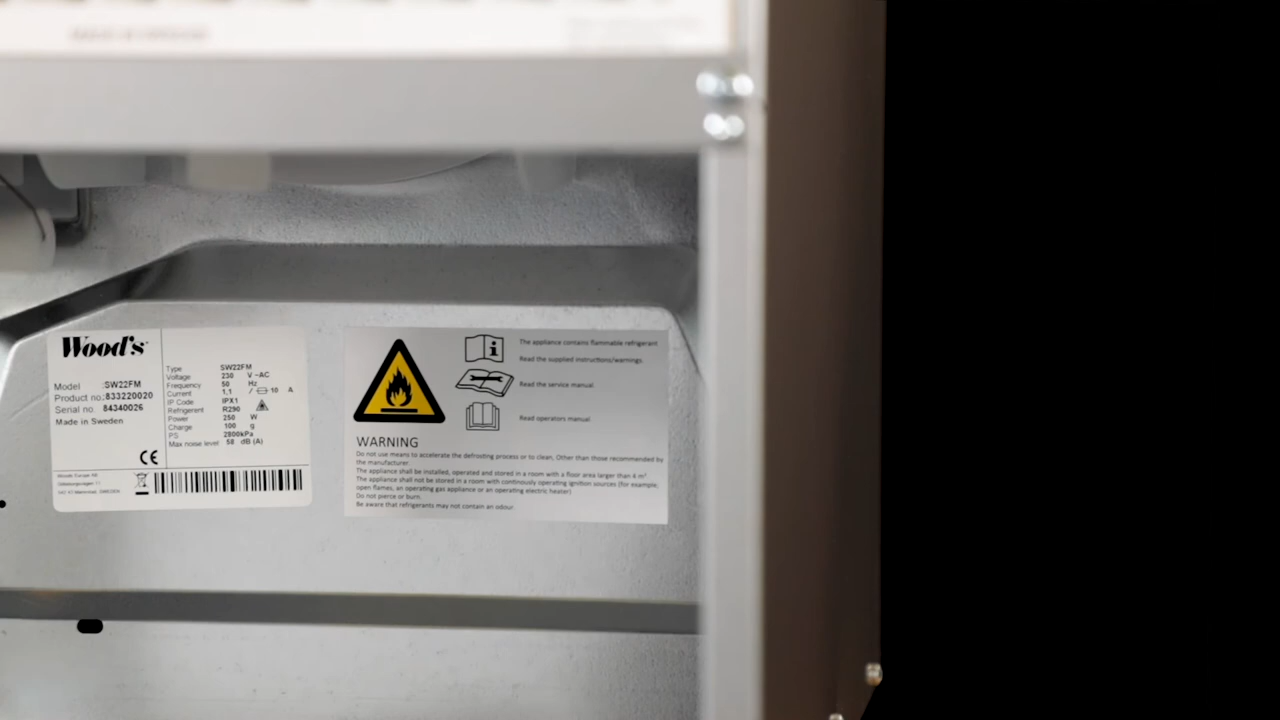 Wood's
Model :SW22FM
Product no.:833220020
Serial no. 84340026
Made in Sweden
Type SW22FM
Voltage 230 V ~AC
Frequency 50 Hz
Current 1,1 / 10 A
IP Code IPX1
Refrigerent R290
Power 250 W
Charge 100 g
PS 2800kPa
Max noise level 58 dB (A)
CE
The appliance contains flammable refrigerant
Read the supplied instructions/warnings.
Read the service manual.
Read operators manual.
WARNING
Do not use means to accelerate the defrosting process or to clean, Other than those recommended by
the manufacturer.
The appliance shall be installed, operated and stored in a room with a floor area larger than 4 m²
The appliance shall not be stored in a room with continously operating ignition sources (for example;
open flames, an operating gas appliance or an operating electric heater)
Do not pierce or burn.
Be aware that refrigerants may not contain an odour.